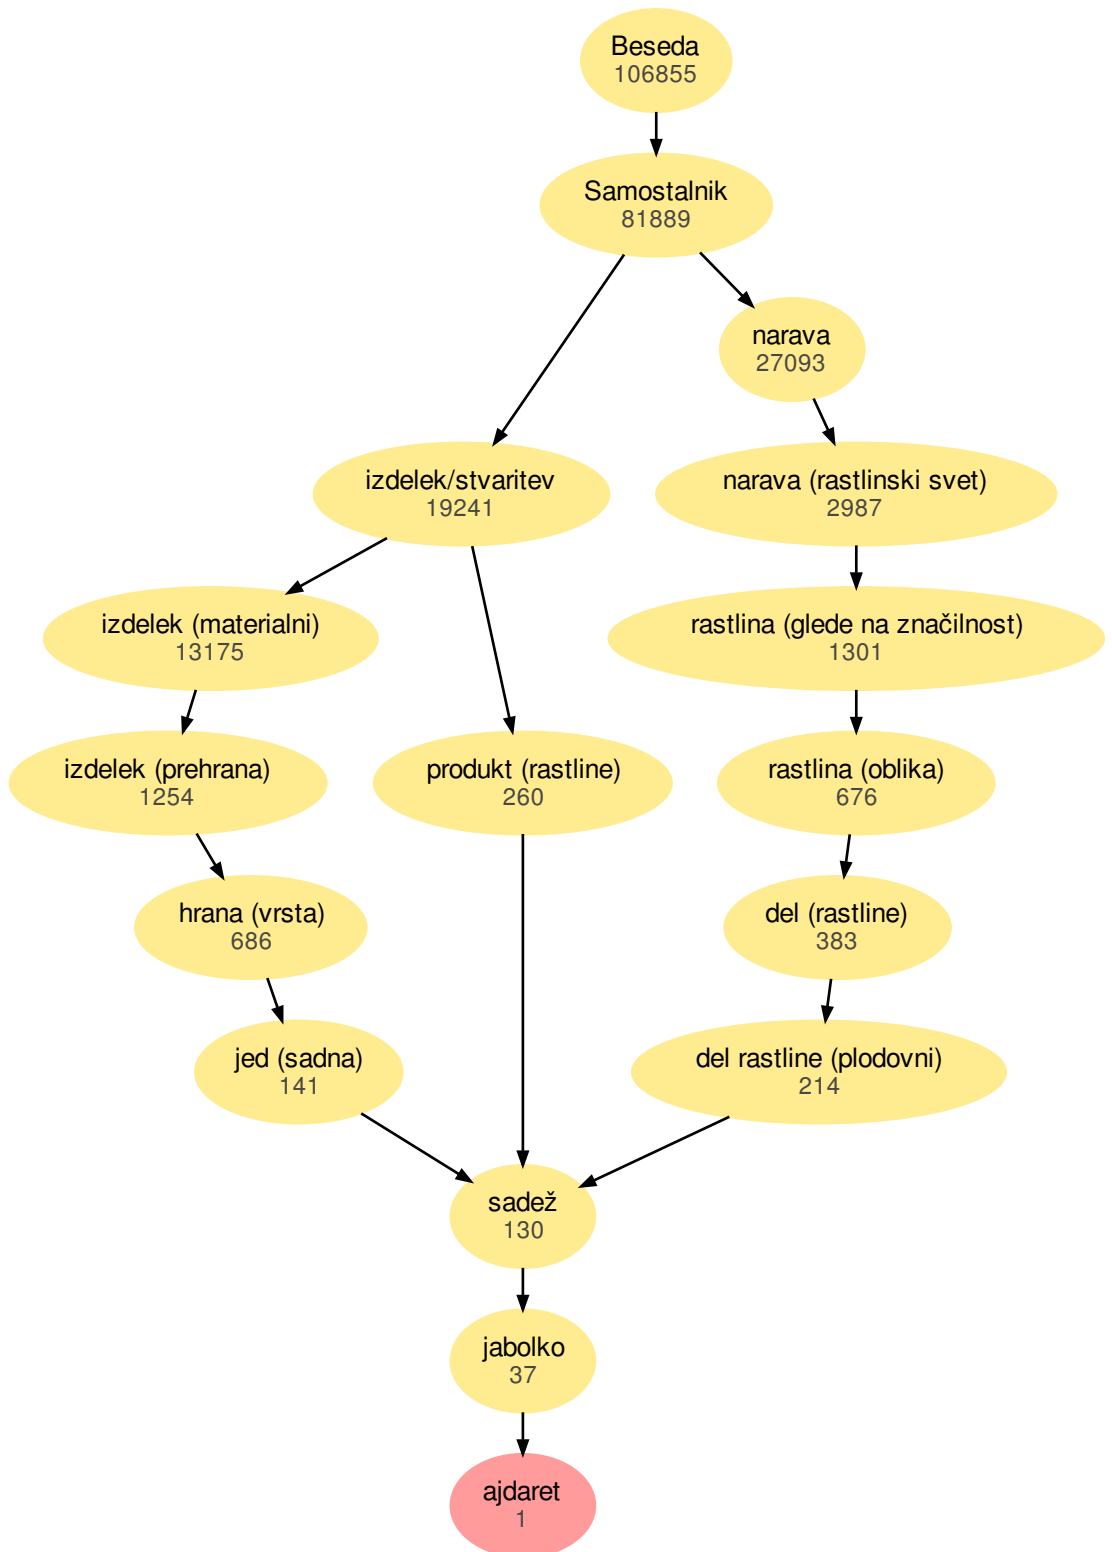 Beseda
106855
Samostalnik
81889
narava
27093
izdelek/stvaritev
19241
narava (rastlinski svet)
2987
izdelek (materialni)
13175
rastlina (glede na značilnost)
1301
izdelek (prehrana)
1254
produkt (rastline)
260
rastlina (oblika)
676
hrana (vrsta)
686
del (rastline)
383
jed (sadna)
141
del rastline (plodovni)
214
sadež
130
jabolko
37
ajdaret
1